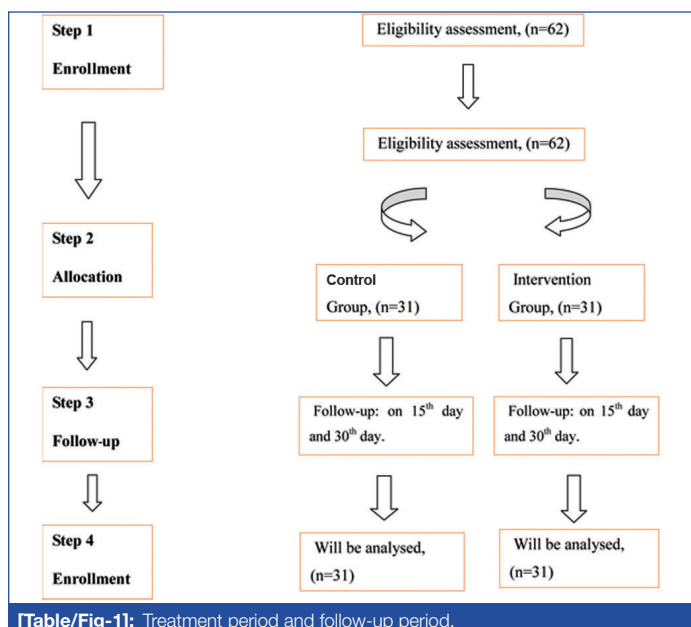 Step 1
Enrollment
Eligibility assessment, (n=62)
Eligibility assessment, (n=62)
Step 2
Allocation
Control
Group, (n=31)
Intervention
Group, (n=31)
Step 3
Follow-up
Follow-up: on 15th day
and 30th day.
Follow-up: on 15th day
and 30th day.
Step 4
Enrollment
Will be analysed,
(n=31)
Will be analysed,
(n=31)
[Table/Fig-1]: Treatment period and follow-up period.